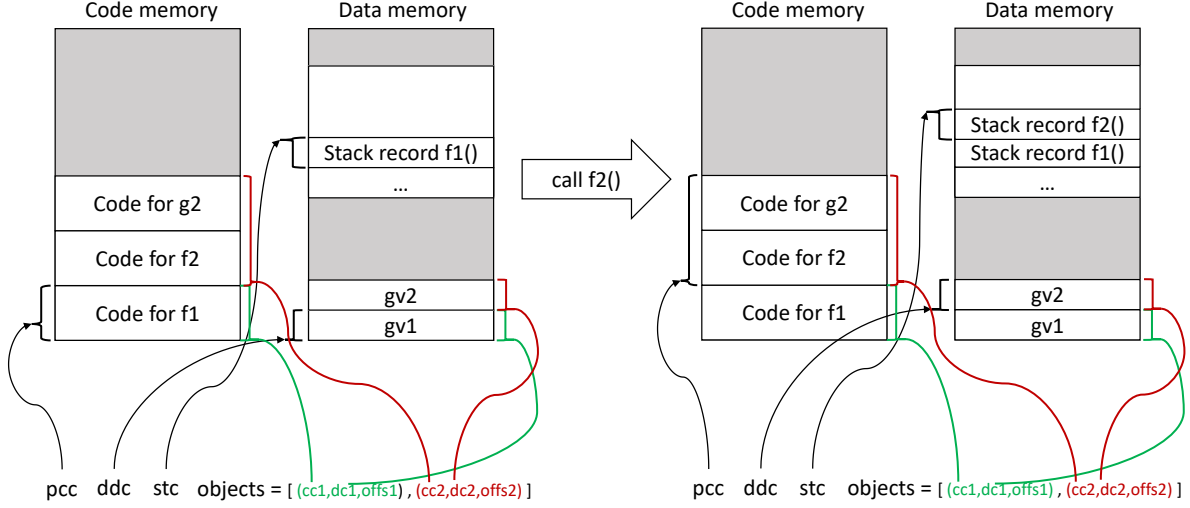 Code memory
Data memory
Stack record f1()
...
Code for g2
Code for f2
Code for f1
gv2
gv1
pcc ddc stc objects = [ (cc1,dc1,offs1) , (cc2,dc2,offs2) ]
call f2()
Code memory
Data memory
Stack record f2()
Stack record f1()
...
Code for g2
Code for f2
Code for f1
gv2
gv1
pcc ddc stc objects = [ (cc1,dc1,offs1) , (cc2,dc2,offs2) ]